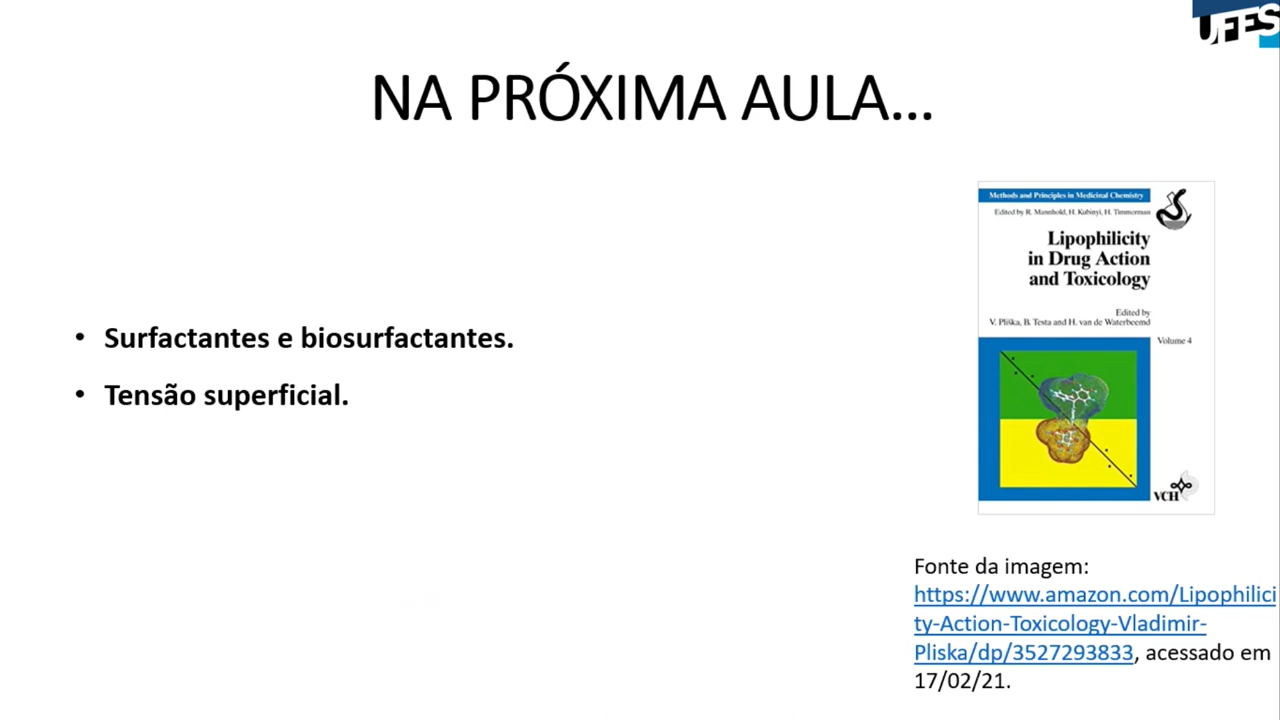 UFES
NA PRÓXIMA AULA...
• Surfactantes e biosurfactantes.
• Tensão superficial.
Methods and Principles in Medicinal Chemistry
Edited by R. Mannhold, H. Kubinyi, H. Timmerman
Lipophilicity
in Drug Action
and Toxicology
Edited by
V. Pliška, B. Testa and H. van de Waterbeemd
Volume 4
VCH
Fonte da imagem:
https://www.amazon.com/Lipophilici
ty-Action-Toxicology-Vladimir-
Pliska/dp/3527293833, acessado em
17/02/21.